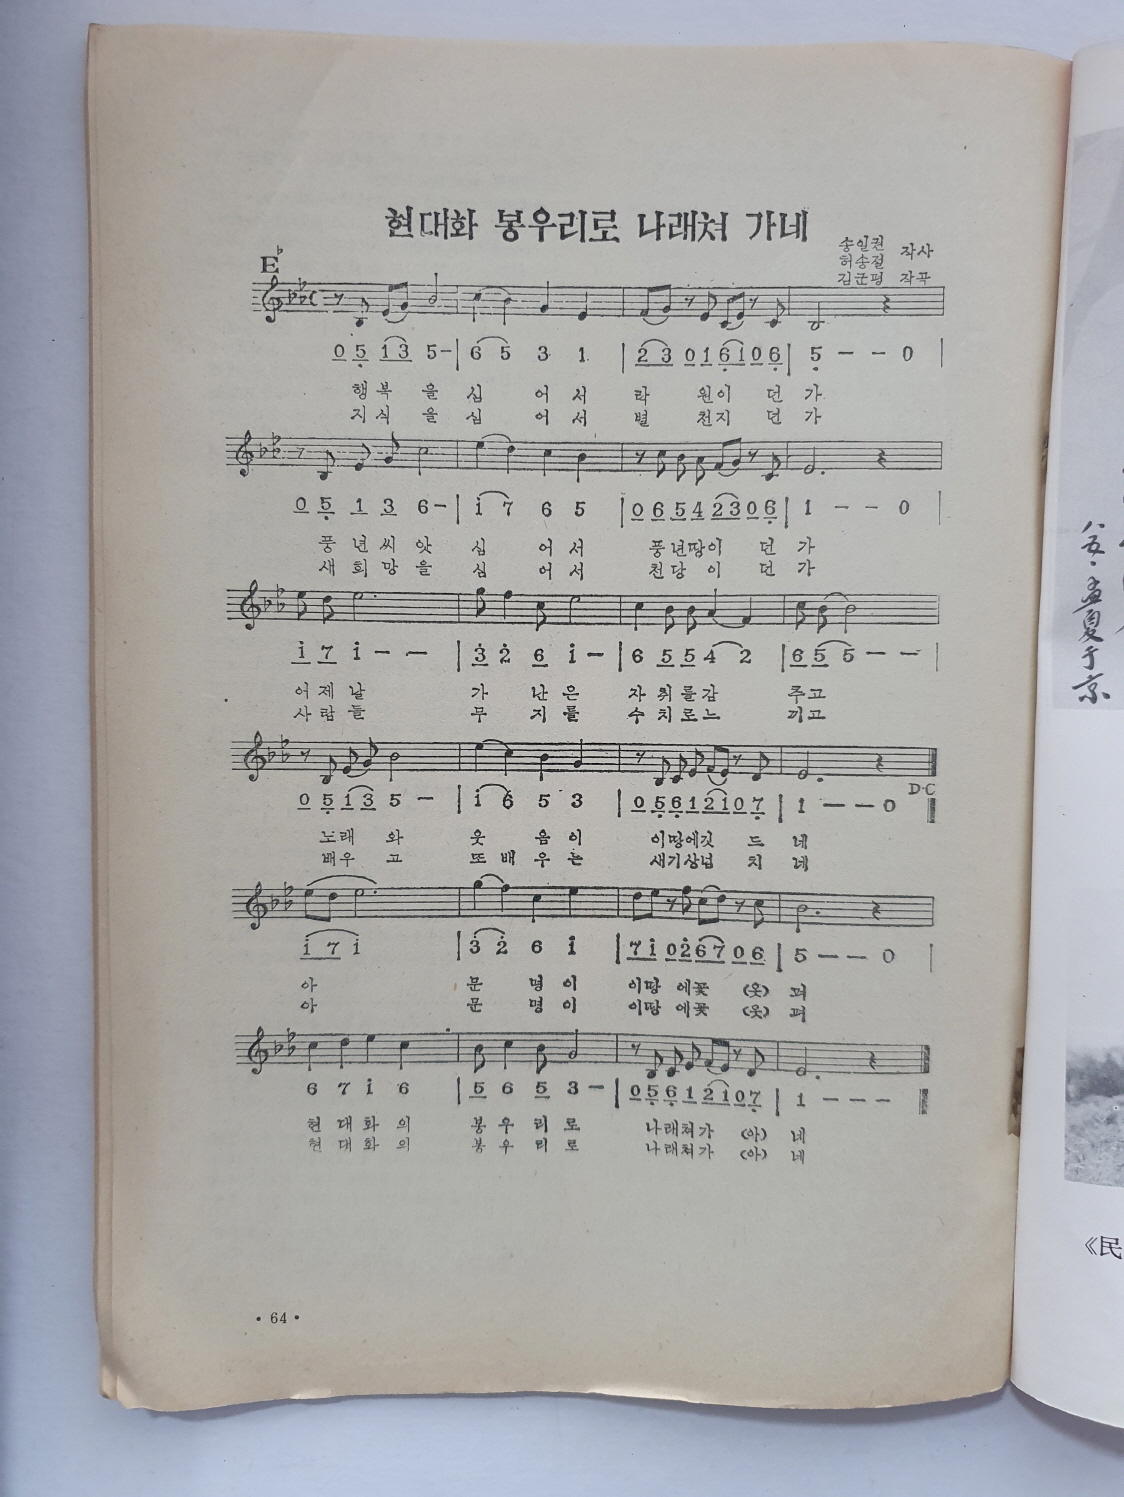 현대화 봉우리로 나래쳐 가네
송일권
허송절 작사
김군평 작곡
E♭
0 5 1 3 5 - | 6 5 3 1 | 2 3 0 1 6 1 0 6 | 5 - - 0 |
행 복 을 심 어 서 락 원 이 던 가
지 식 을 심 어 서 별 천 지 던 가
0 5 1 3 6 - | i 7 6 5 | 0 6 5 4 2 3 0 6 | 1 - - 0 |
풍 년 씨 앗 심 어 서 풍 년 땅 이 던 가
새 희 망 을 심 어 서 천 당 이 던 가
i 7 i - - | 3 2 6 i - | 6 5 5 4 2 | 6 5 5 - - |
어 제 날 가 난 은 자 취 를 감 추 고
사 람 들 무 지 를 수 치 로 느 끼 고
D.C
0 5 1 3 5 - | i 6 5 3 | 0 5 6 1 2 1 0 7 | 1 - - 0
노 래 와 웃 음 이 이 땅 에 깃 드 네
배 우 고 또 배 우 는 새 기 상 넘 치 네
i 7 i | 3 2 6 i | 7 i 0 2 6 7 0 6 | 5 - - 0 |
아 문 명 이 이 땅 에 꽃 (옷) 펴
아 문 명 이 이 땅 에 꽃 (옷) 펴
6 7 i 6 | 5 6 5 3 - | 0 5 6 1 2 1 0 7 | 1 - - -
현 대 화 의 봉 우 리 로 나 래 쳐 가 (아) 네
현 대 화 의 봉 우 리 로 나 래 쳐 가 (아) 네
• 64 •
八五·孟夏于京
《民